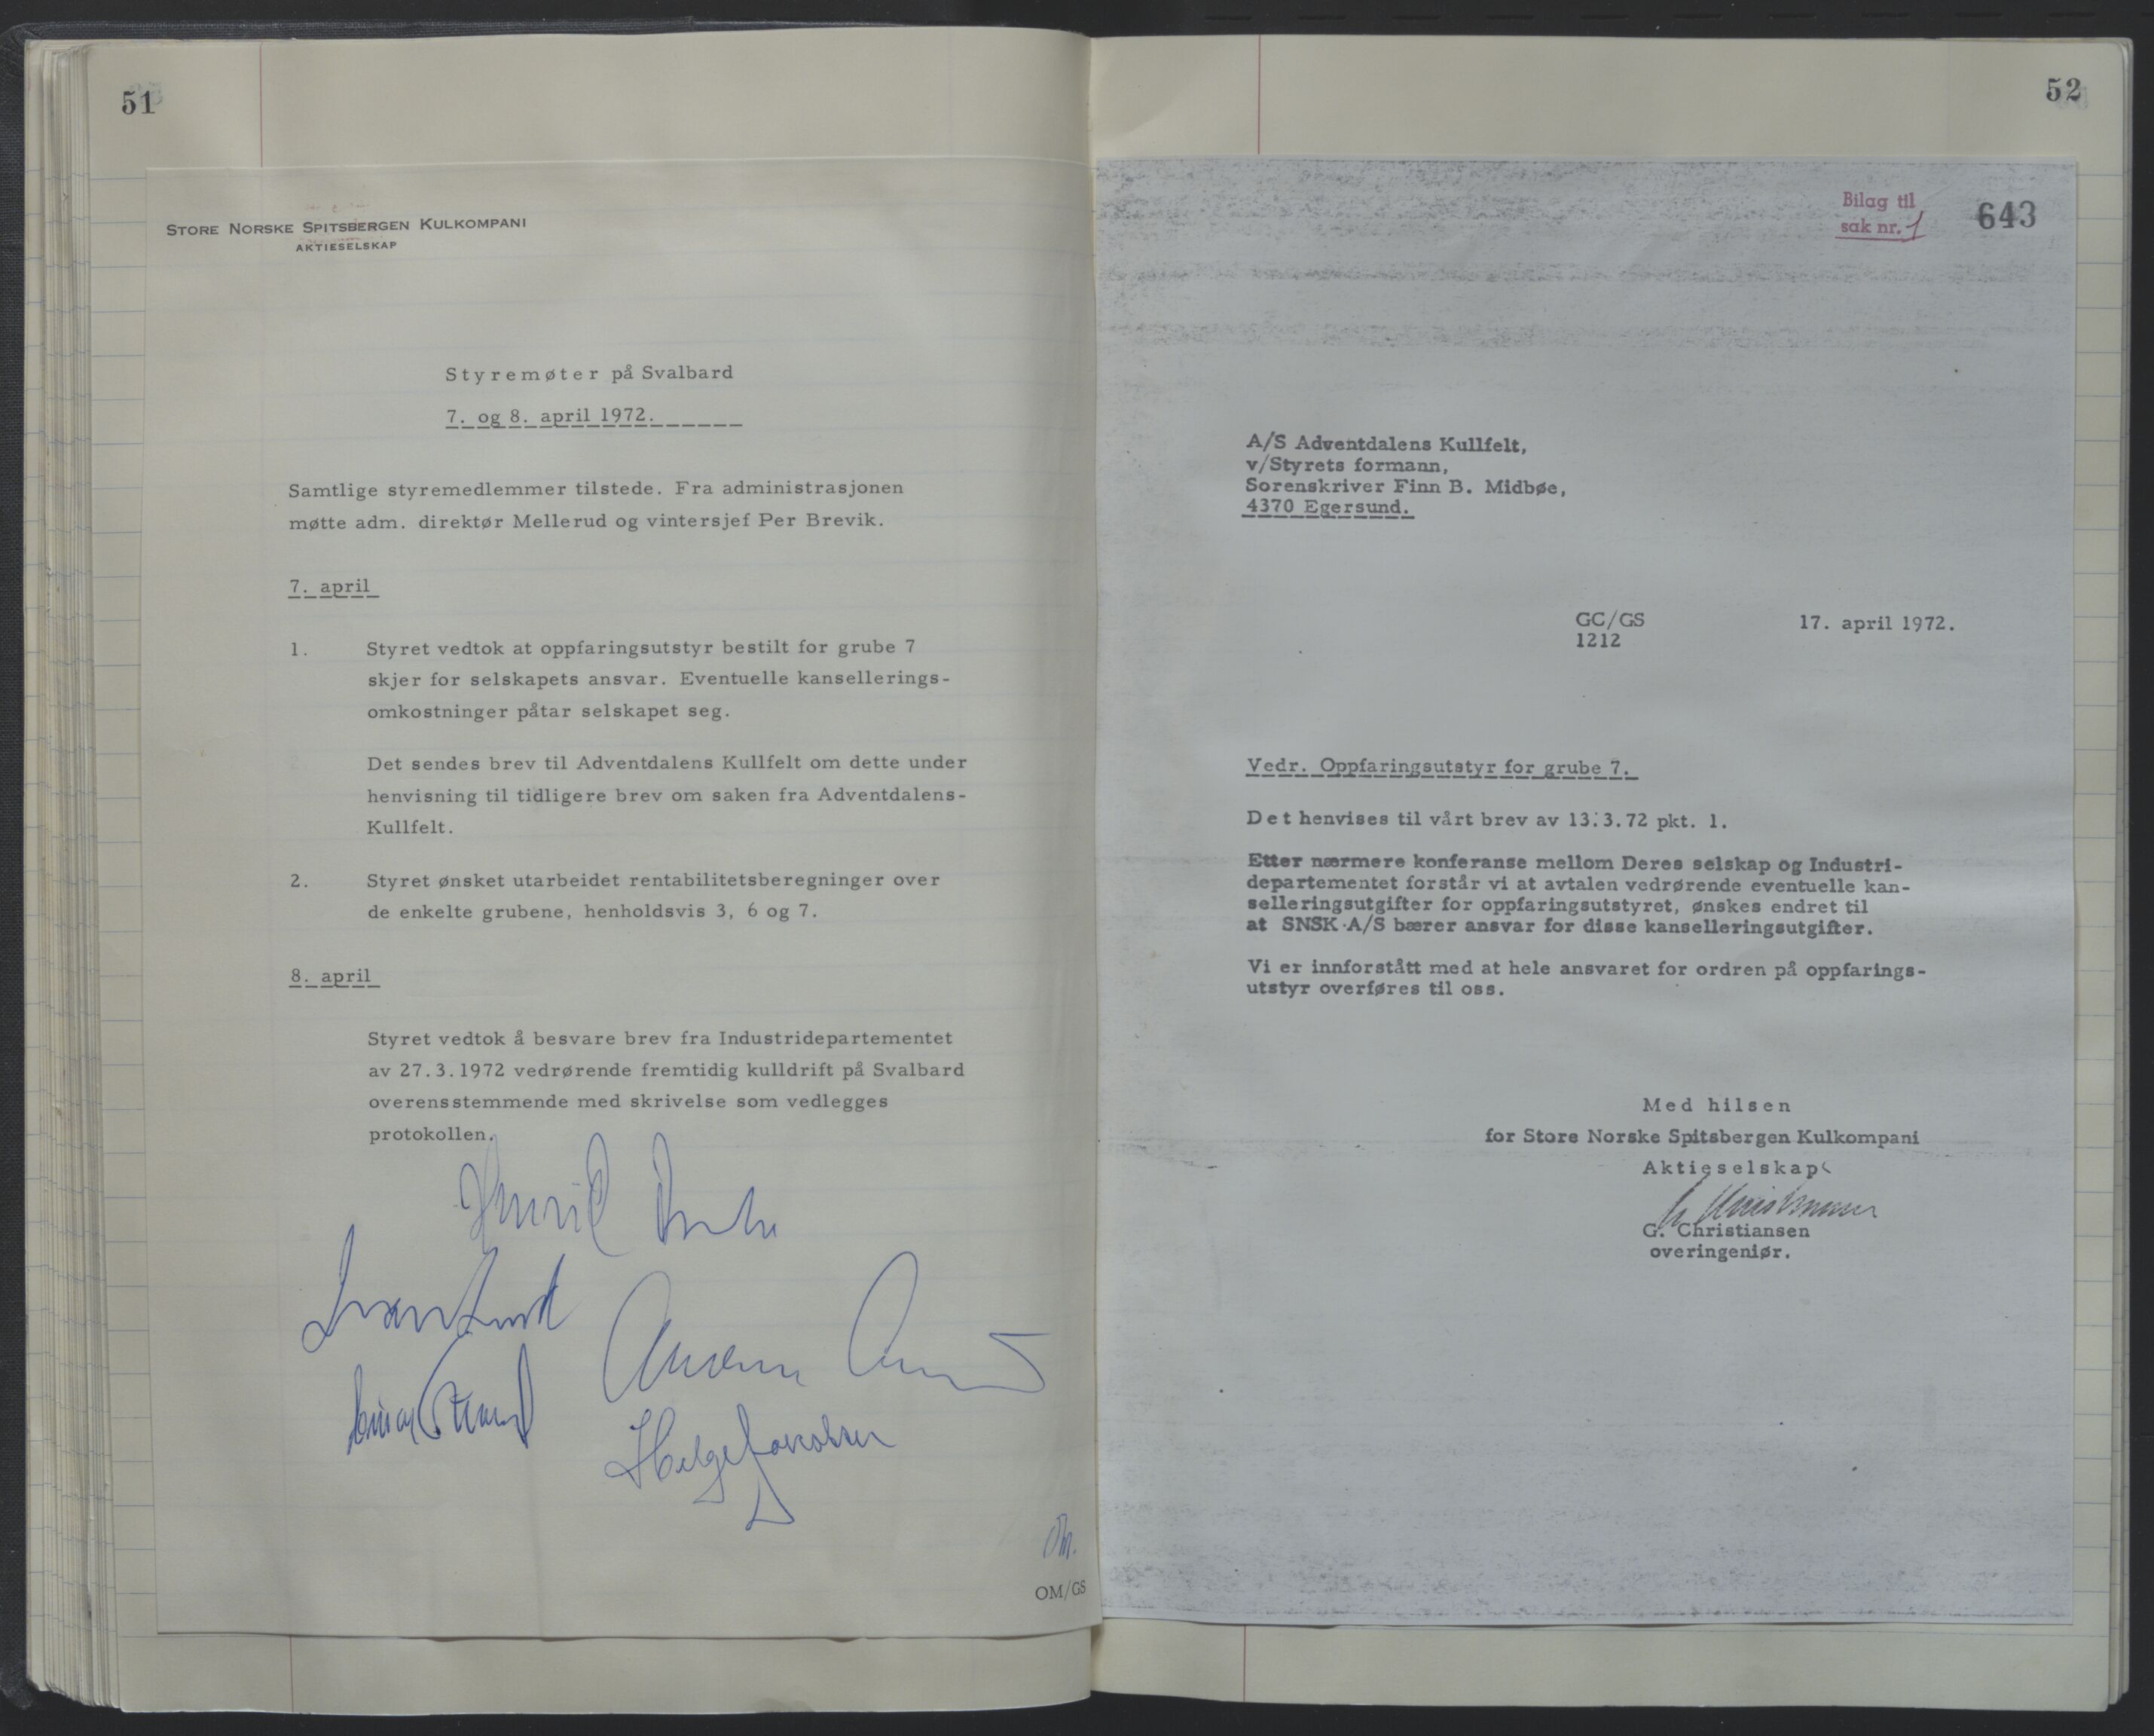 51
STORE NORSKE SPITSBERGEN KULKOMPANI
AKTIESELSKAP
Styremøter på Svalbard
7. og 8. april 1972.
Samtlige styremedlemmer tilstede. Fra administrasjonen
møtte adm. direktør Mellerud og vintersjef Per Brevik.
7. april
1. Styret vedtok at oppfaringsutstyr bestilt for grube 7
skjer for selskapets ansvar. Eventuelle kansellerings-
omkostninger påtar selskapet seg.
Det sendes brev til Adventdalens Kullfelt om dette under
henvisning til tidligere brev om saken fra Adventdalens-
Kullfelt.
2. Styret ønsket utarbeidet rentabilitetsberegninger over
de enkelte grubene, henholdsvis 3, 6 og 7.
8. april
Styret vedtok å besvare brev fra Industridepartementet
av 27.3.1972 vedrørende fremtidig kulldrift på Svalbard
overensstemmende med skrivelse som vedlegges
protokollen.
Helge Jakobsen
OM.
OM/GS
52
Bilag til
sak nr. 1
643
A/S Adventdalens Kullfelt,
v/Styrets formann,
Sorenskriver Finn B. Midbøe,
4370 Egersund.
GC/GS 17. april 1972.
1212
Vedr. Oppfaringsutstyr for grube 7.
Det henvises til vårt brev av 13.3.72 pkt. 1.
Etter nærmere konferanse mellom Deres selskap og Industri-
departementet forstår vi at avtalen vedrørende eventuelle kan-
selleringsutgifter for oppfaringsutstyret, ønskes endret til
at SNSK A/S bærer ansvar for disse kanselleringsutgifter.
Vi er innforstått med at hele ansvaret for ordren på oppfarings-
utstyr overføres til oss.
Med hilsen
for Store Norske Spitsbergen Kulkompani
Aktieselskap
G. Christiansen
G. Christiansen
overingeniør.